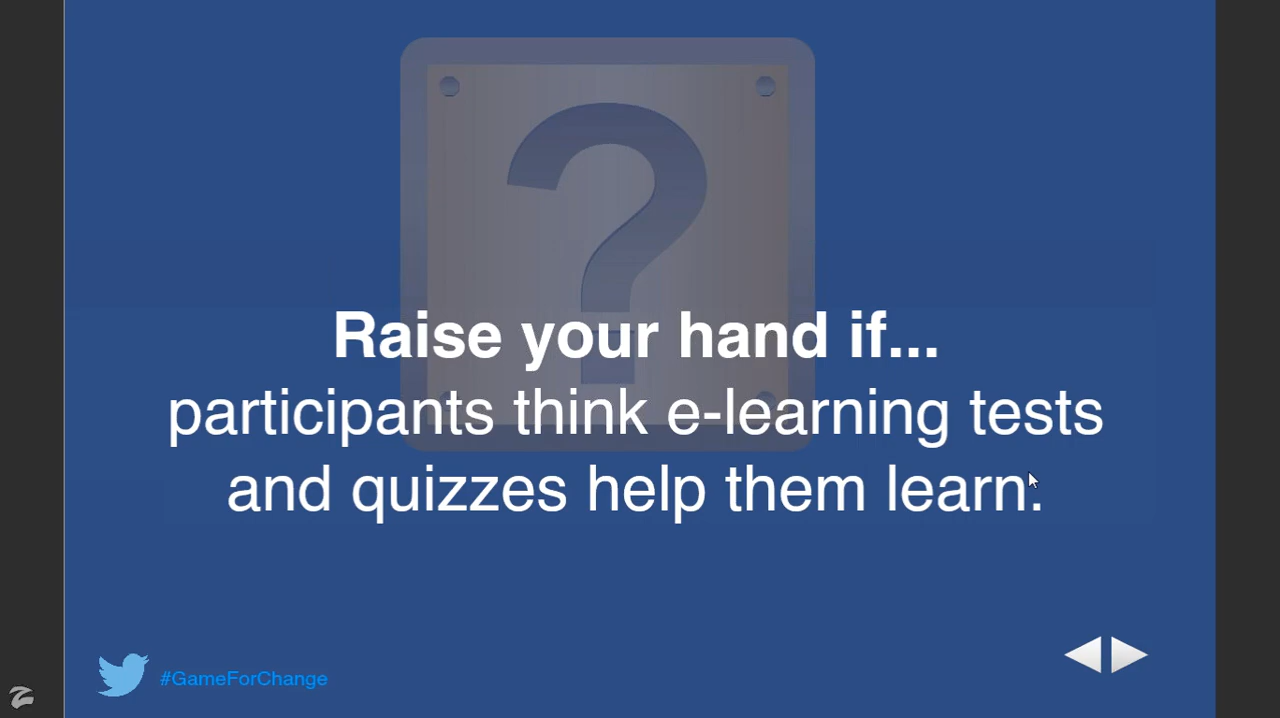 ?
Raise your hand if...
participants think e-learning tests
and quizzes help them learn.
#GameForChange